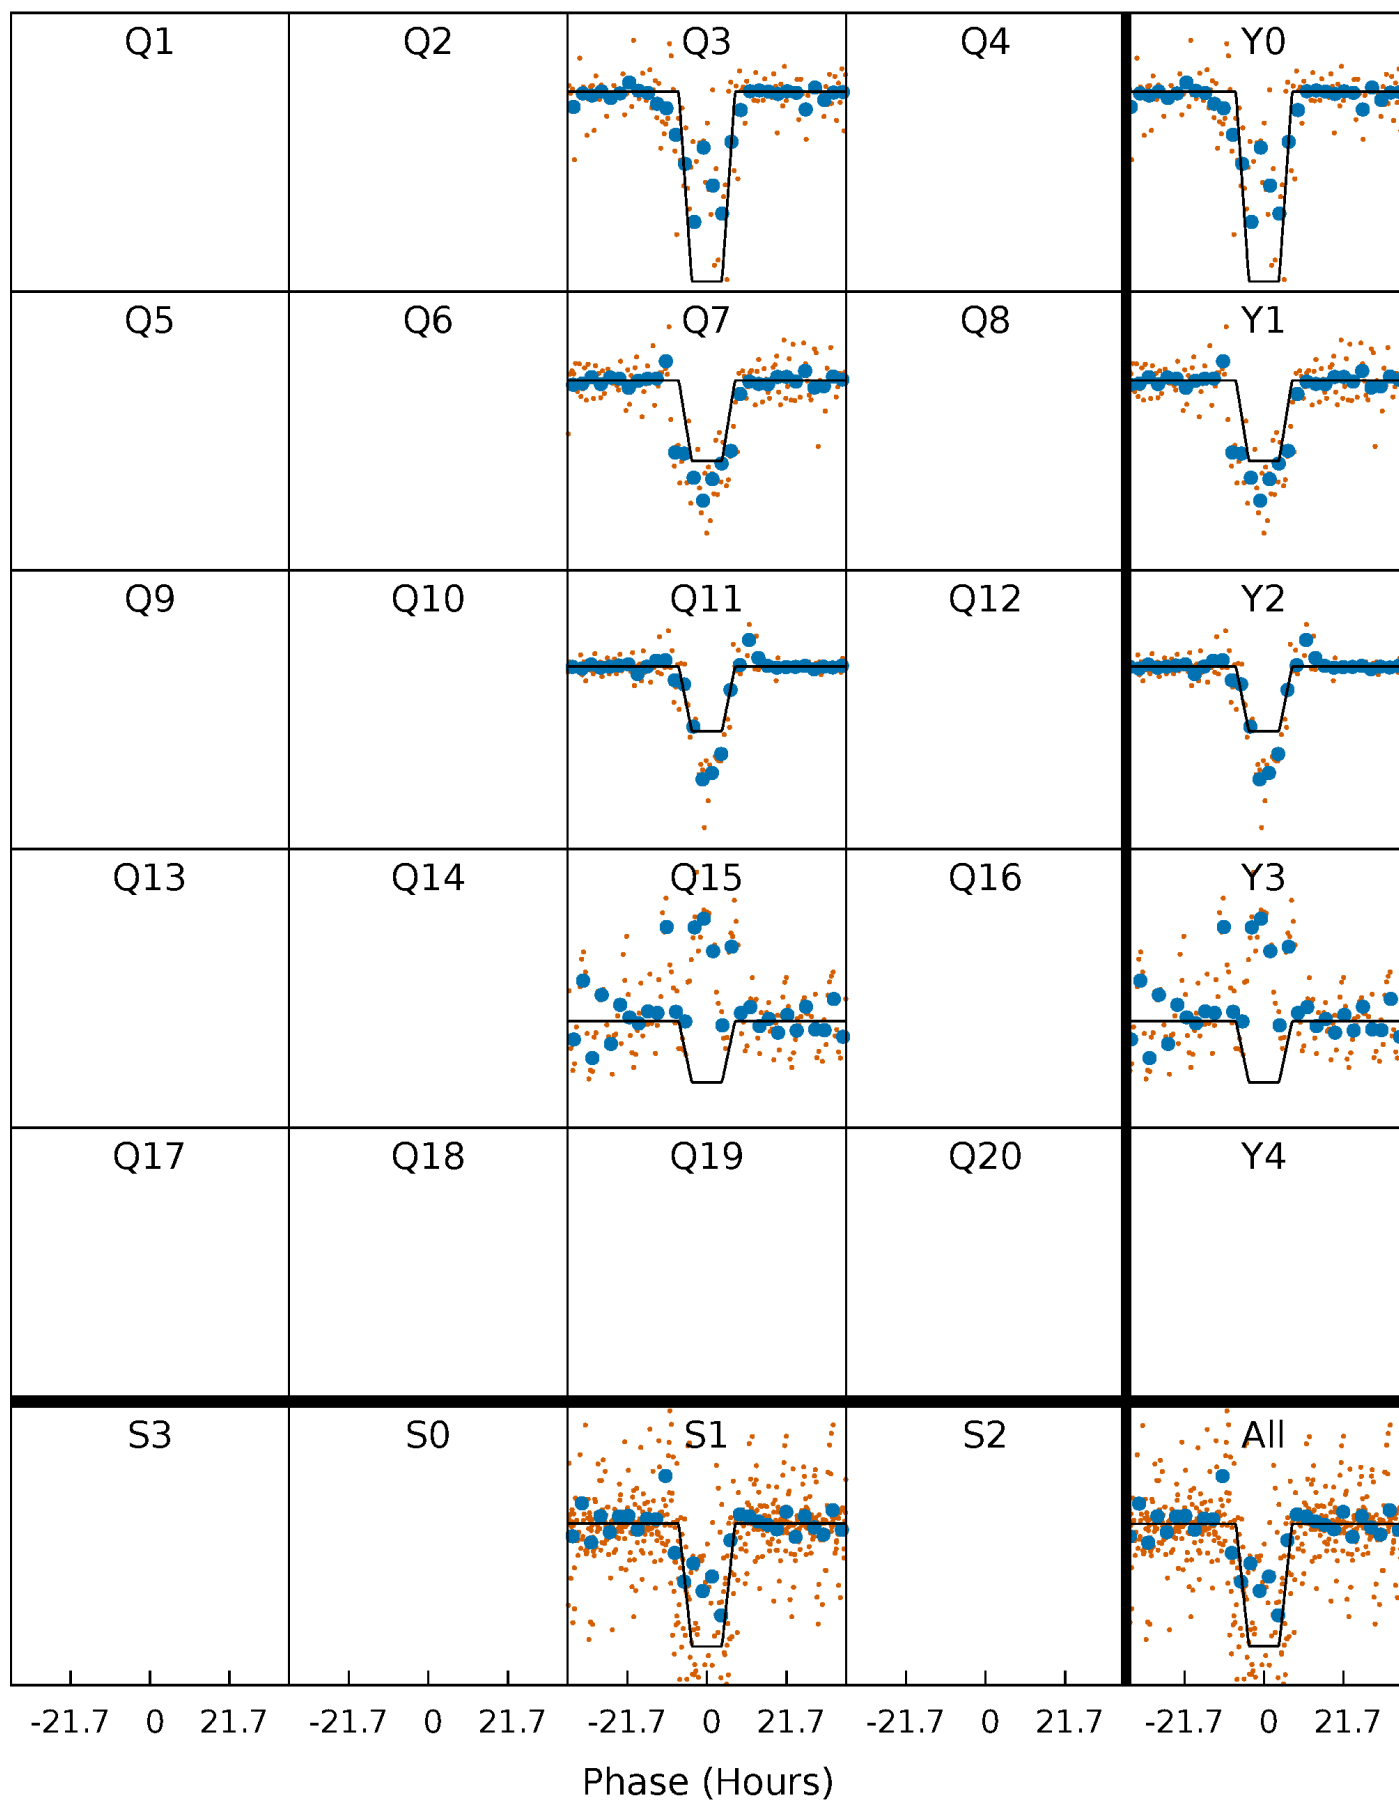 Q1 Q2 Q3 Q4 Y0
Q5 Q6 Q7 Q8 Y1
Q9 Q10 Q11 Q12 Y2
Q13 Q14 Q15 Q16 Y3
Q17 Q18 Q19 Q20 Y4
S3 S0 S1 S2 All
-21.7 0 21.7 -21.7 0 21.7 -21.7 0 21.7 -21.7 0 21.7 -21.7 0 21.7
Phase (Hours)